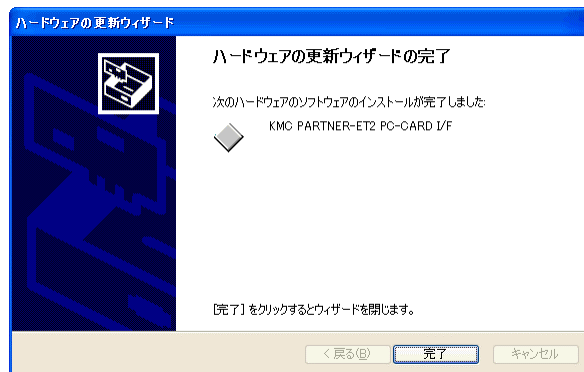 ハードウェアの更新ウィザード
ハードウェアの更新ウィザードの完了
次のハードウェアのソフトウェアのインストールが完了しました:
KMC PARTNER-ET2 PC-CARD I/F
[完了] をクリックするとウィザードを閉じます。
< 戻る(B)
完了
キャンセル